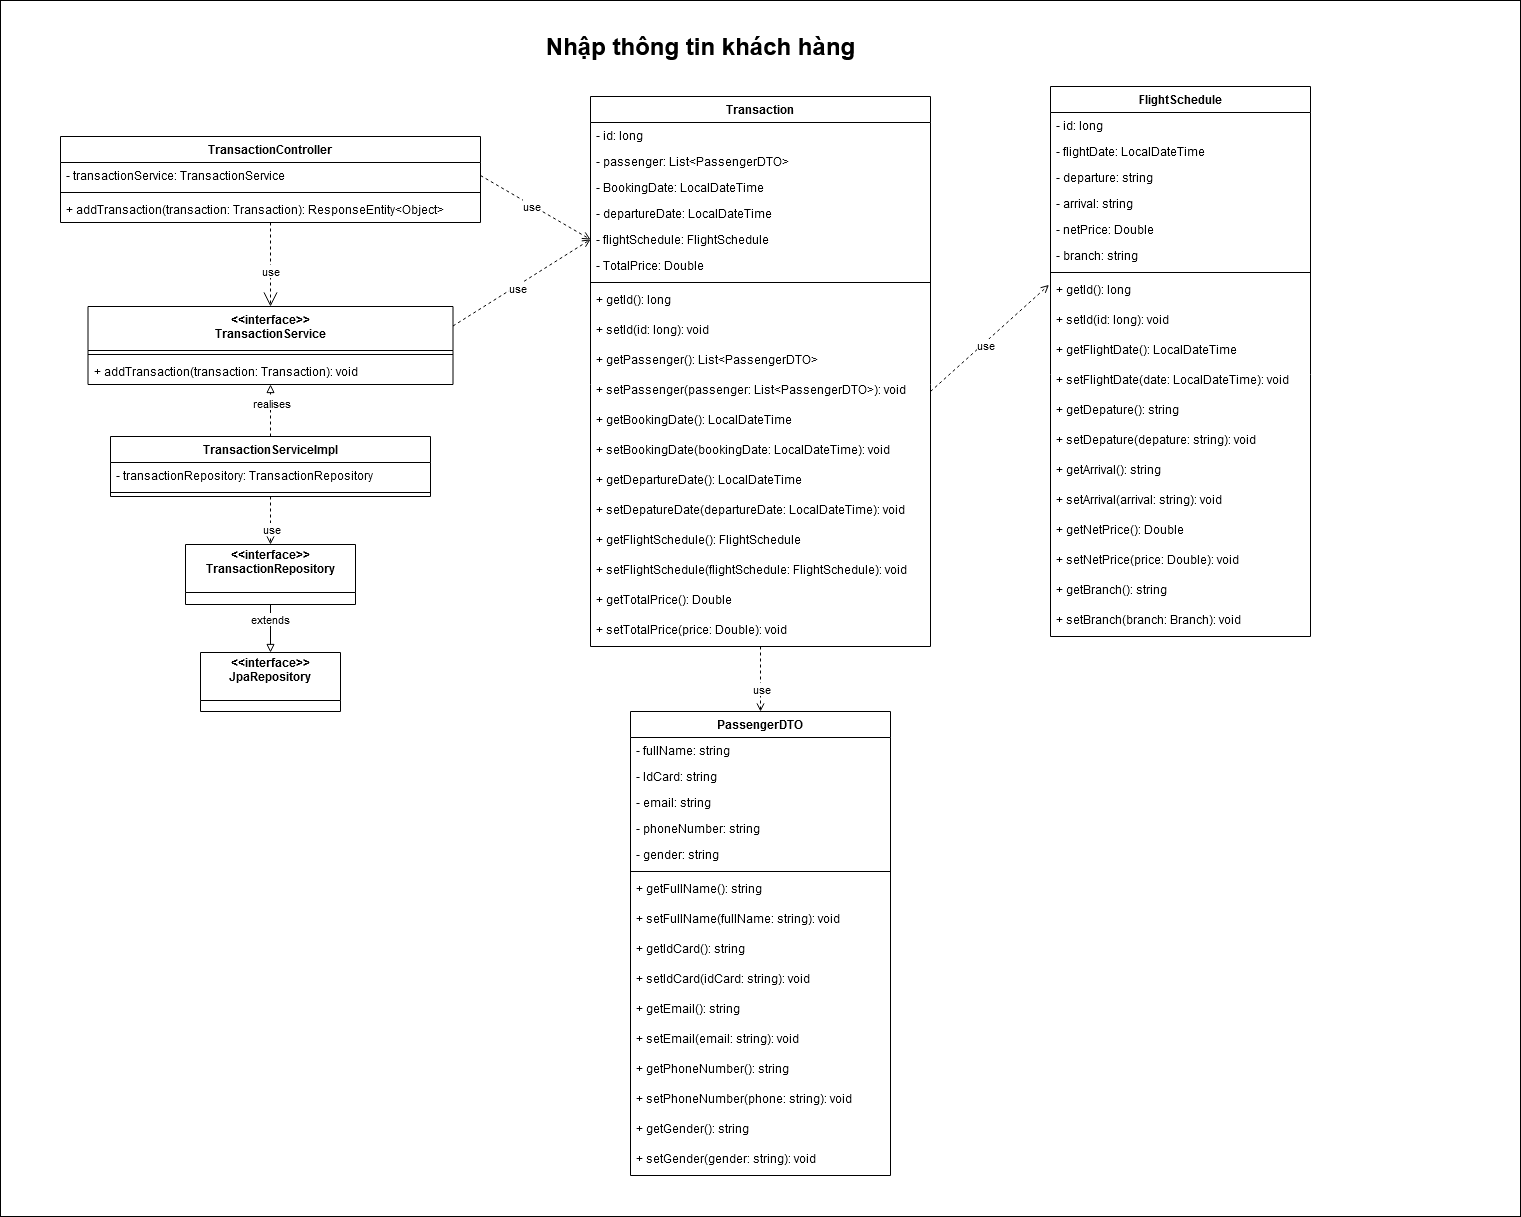 Nhập thông tin khách hàng
TransactionController
- transactionService: TransactionService
+ addTransaction(transaction: Transaction): ResponseEntity<Object>
use
<<interface>>
TransactionService
+ addTransaction(transaction: Transaction): void
realises
TransactionServiceImpl
- transactionRepository: TransactionRepository
use
<<interface>>
TransactionRepository
extends
<<interface>>
JpaRepository
use
use
Transaction
- id: long
- passenger: List<PassengerDTO>
- BookingDate: LocalDateTime
- departureDate: LocalDateTime
- flightSchedule: FlightSchedule
- TotalPrice: Double
+ getId(): long
+ setId(id: long): void
+ getPassenger(): List<PassengerDTO>
+ setPassenger(passenger: List<PassengerDTO>): void
+ getBookingDate(): LocalDateTime
+ setBookingDate(bookingDate: LocalDateTime): void
+ getDepartureDate(): LocalDateTime
+ setDepatureDate(departureDate: LocalDateTime): void
+ getFlightSchedule(): FlightSchedule
+ setFlightSchedule(flightSchedule: FlightSchedule): void
+ getTotalPrice(): Double
+ setTotalPrice(price: Double): void
use
use
FlightSchedule
- id: long
- flightDate: LocalDateTime
- departure: string
- arrival: string
- netPrice: Double
- branch: string
+ getId(): long
+ setId(id: long): void
+ getFlightDate(): LocalDateTime
+ setFlightDate(date: LocalDateTime): void
+ getDepature(): string
+ setDepature(depature: string): void
+ getArrival(): string
+ setArrival(arrival: string): void
+ getNetPrice(): Double
+ setNetPrice(price: Double): void
+ getBranch(): string
+ setBranch(branch: Branch): void
PassengerDTO
- fullName: string
- IdCard: string
- email: string
- phoneNumber: string
- gender: string
+ getFullName(): string
+ setFullName(fullName: string): void
+ getIdCard(): string
+ setIdCard(idCard: string): void
+ getEmail(): string
+ setEmail(email: string): void
+ getPhoneNumber(): string
+ setPhoneNumber(phone: string): void
+ getGender(): string
+ setGender(gender: string): void